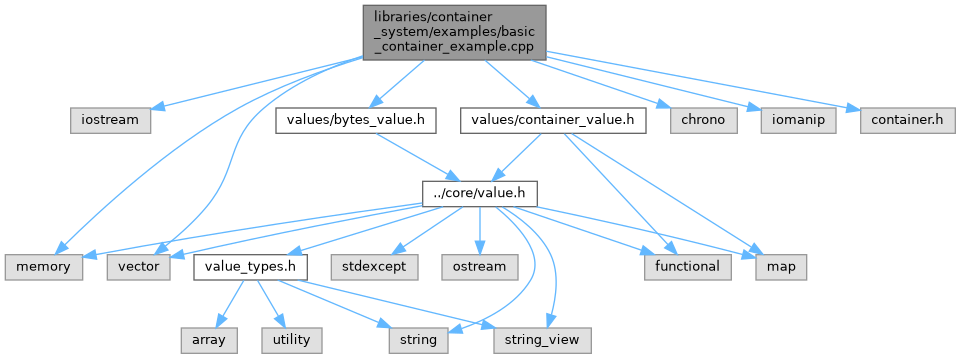 libraries/container
_system/examples/basic
_container_example.cpp
iostream
values/bytes_value.h
values/container_value.h
chrono
iomanip
container.h
../core/value.h
memory
vector
value_types.h
stdexcept
ostream
functional
map
array
utility
string
string_view